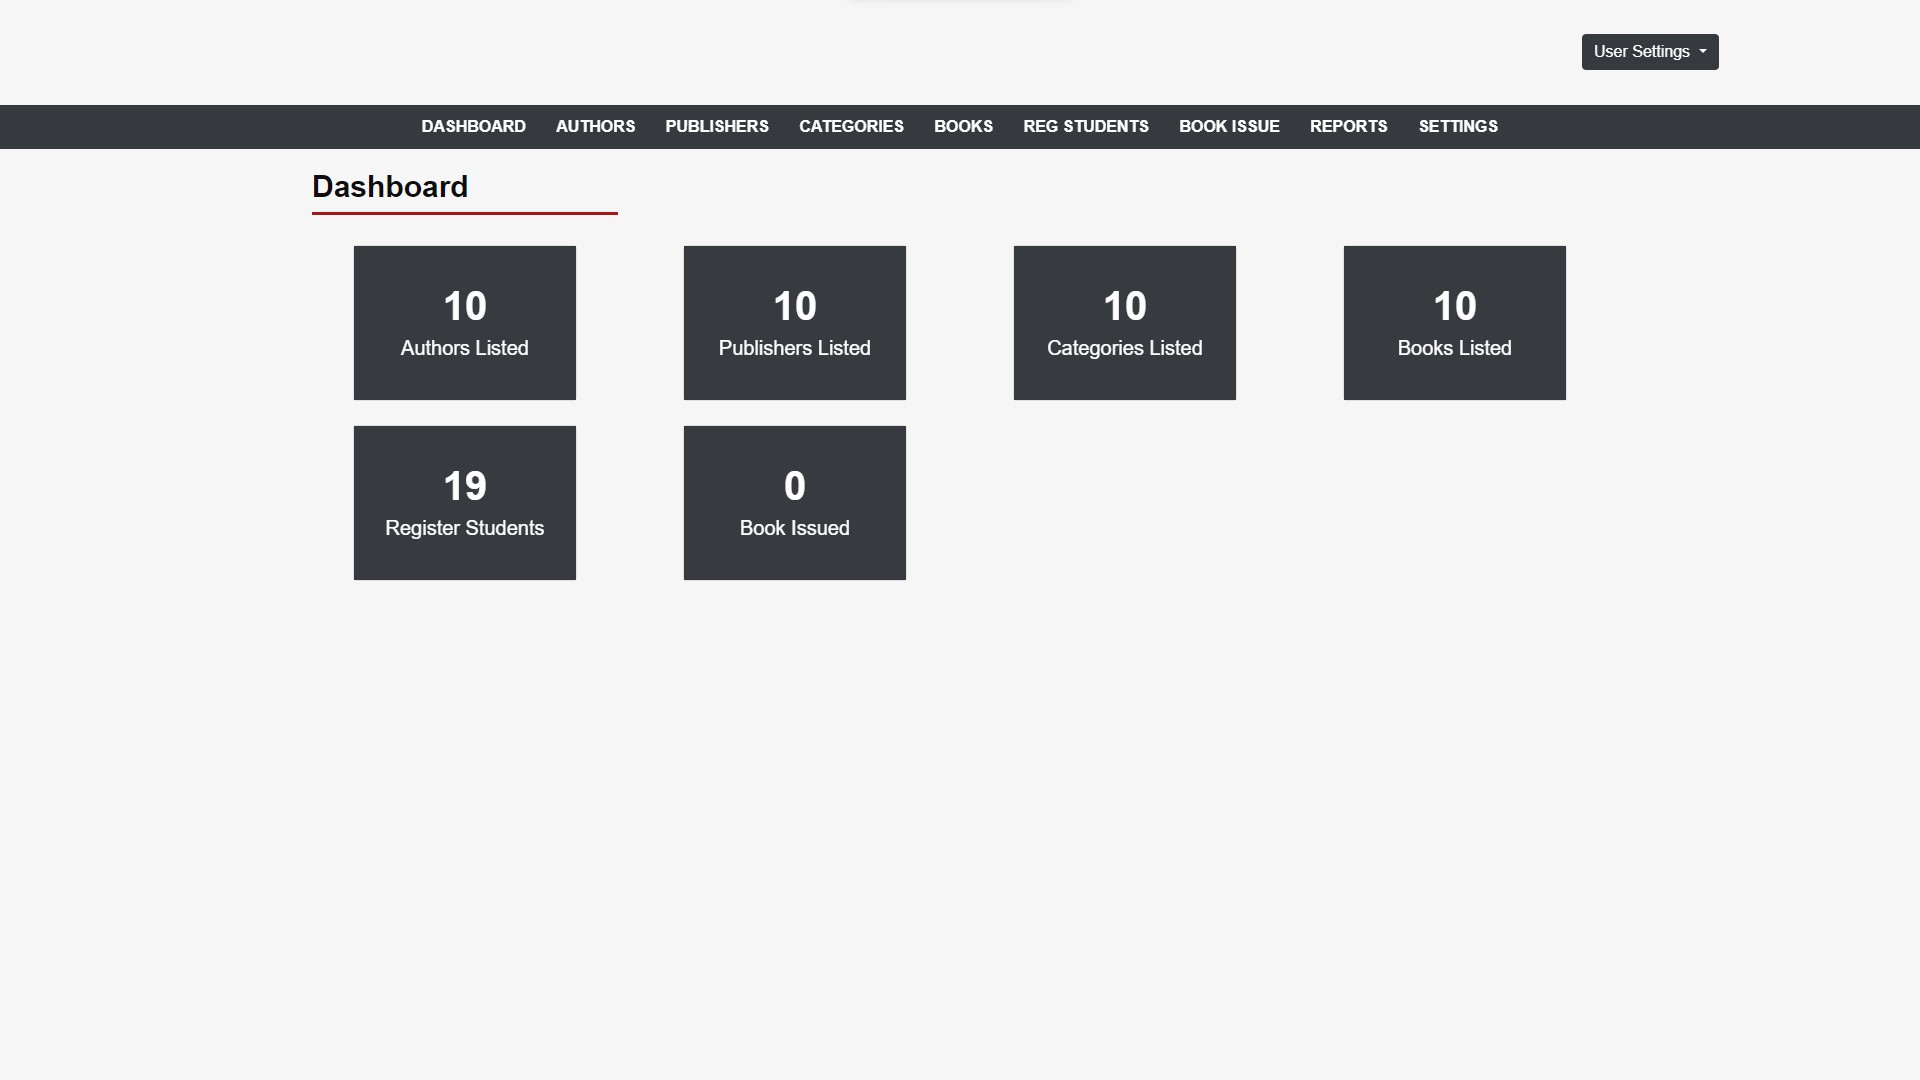 User Settings
DASHBOARD AUTHORS PUBLISHERS CATEGORIES BOOKS REG STUDENTS BOOK ISSUE REPORTS SETTINGS
Dashboard
10
Authors Listed
10
Publishers Listed
10
Categories Listed
10
Books Listed
19
Register Students
0
Book Issued